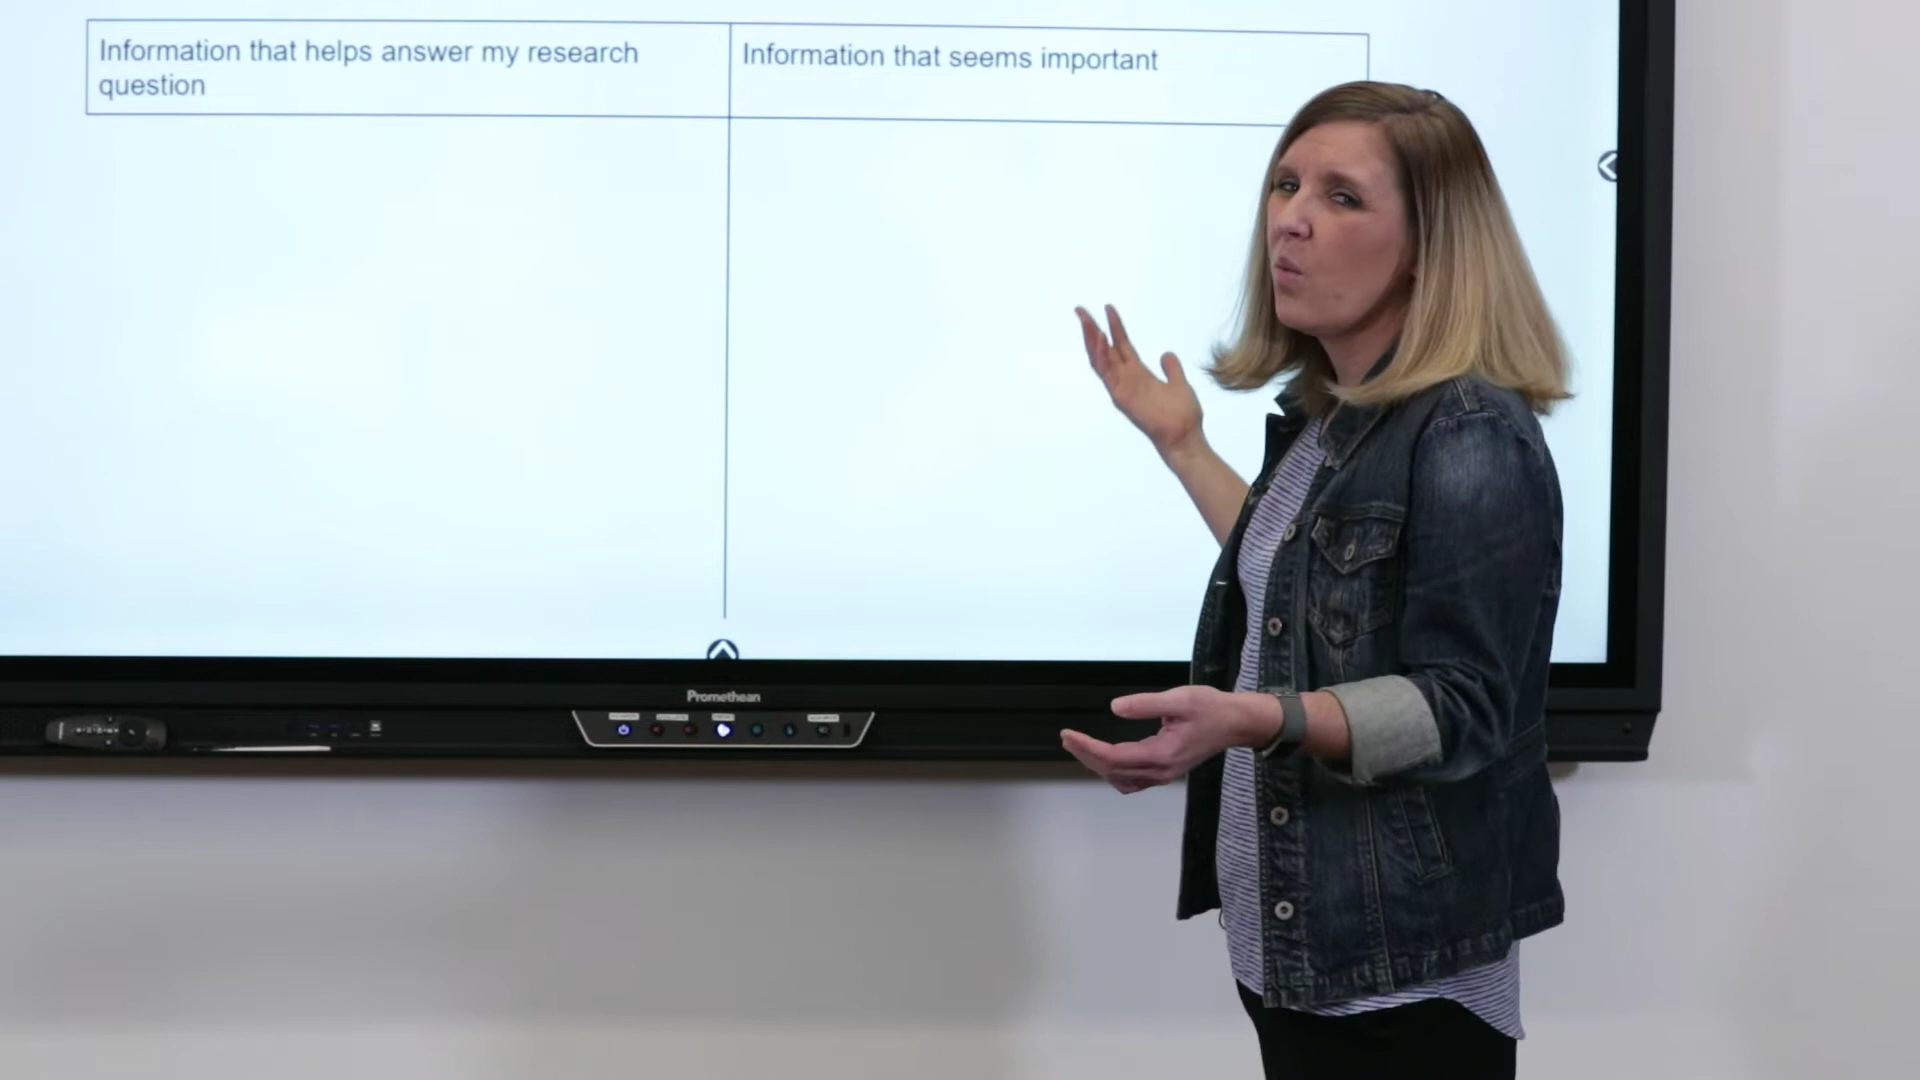 Information that helps answer my research
question
Information that seems important
Promethean